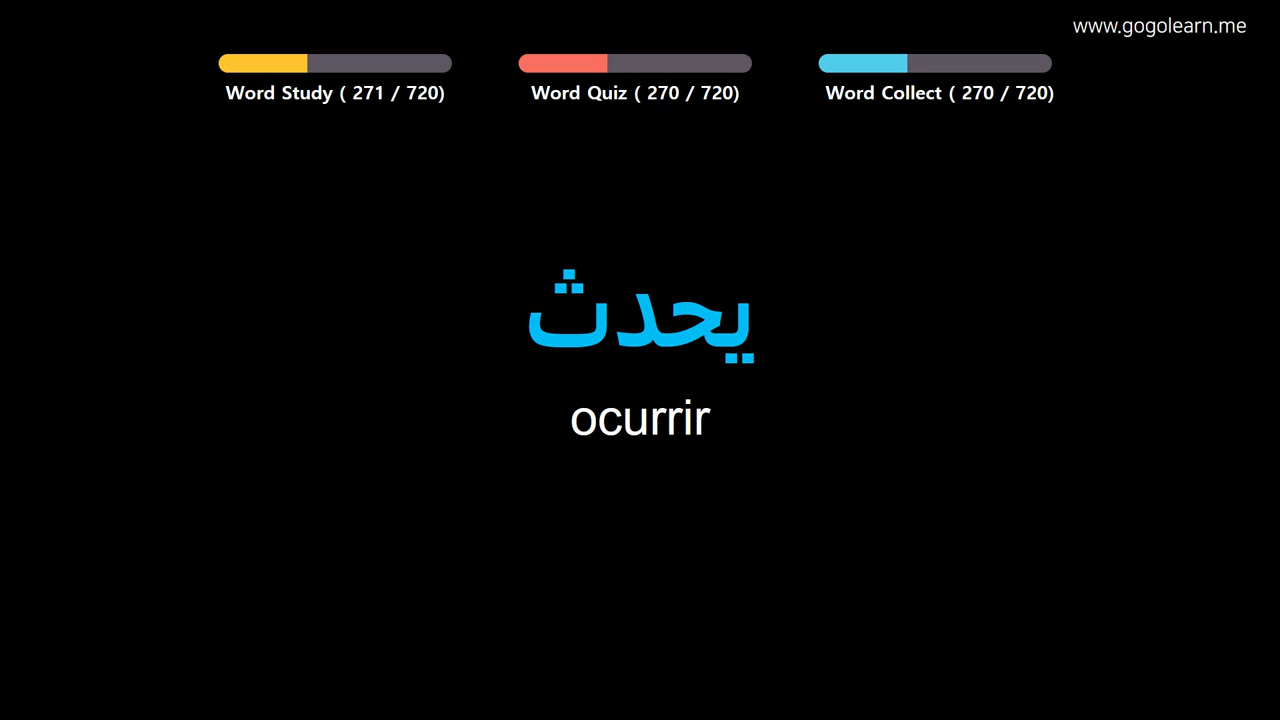 www.gogolearn.me
Word Study ( 271 / 720)
Word Quiz ( 270 / 720)
Word Collect ( 270 / 720)
يحدث
ocurrir